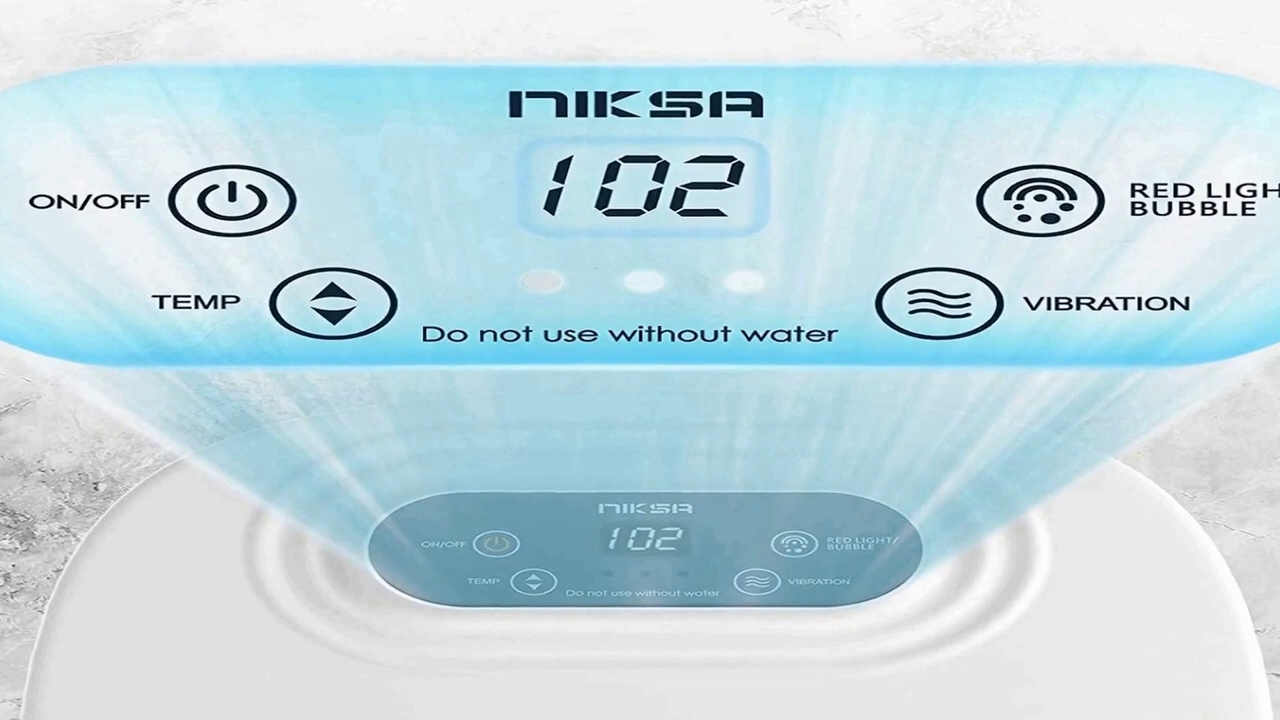 NIKSA
102
ON/OFF
RED LIGH
BUBBLE
TEMP
VIBRATION
Do not use without water
NIKSA
102
ON/OFF
RED LIGHT/
BUBBLE
TEMP
VIBRATION
Do not use without water